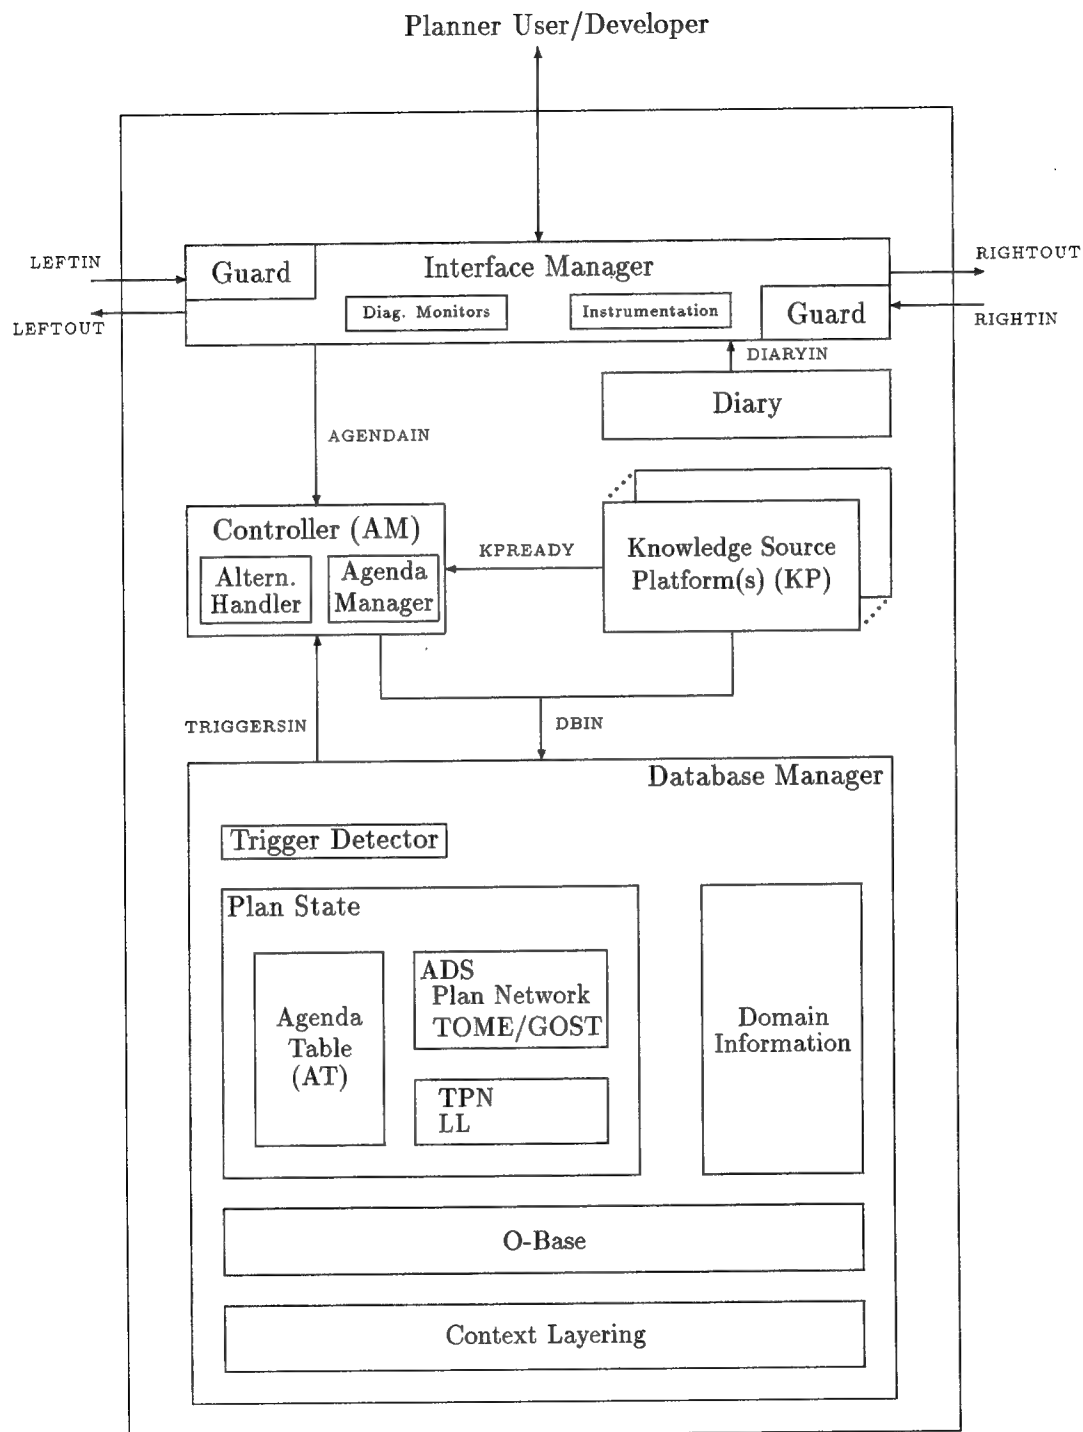 Planner User/Developer
LEFTIN
Guard
Interface Manager
RIGHTOUT
LEFTOUT
Diag. Monitors
Instrumentation
Guard
RIGHTIN
DIARYIN
Diary
AGENDAIN
Controller (AM)
Altern.
Handler
Agenda
Manager
KPREADY
Knowledge Source
Platform(s) (KP)
TRIGGERSIN
DBIN
Database Manager
Trigger Detector
Plan State
Agenda
Table
(AT)
ADS
Plan Network
TOME/GOST
TPN
LL
Domain
Information
O-Base
Context Layering